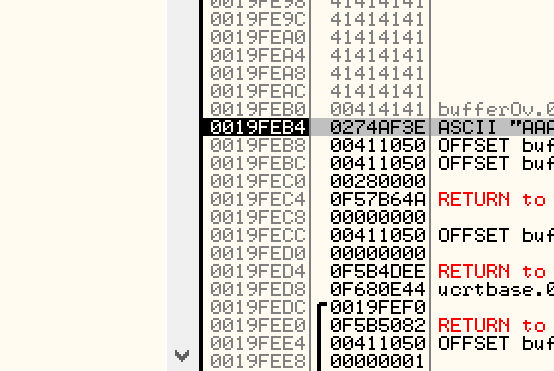 0019FE98 41414141
0019FE9C 41414141
0019FEA0 41414141
0019FEA4 41414141
0019FEA8 41414141
0019FEAC 41414141
0019FEB0 00414141 bufferOv.0
0019FEB4 0274AF3E ASCII "AAA
0019FEB8 00411050 OFFSET buf
0019FEBC 00411050 OFFSET buf
0019FEC0 00280000
0019FEC4 0F57B64A RETURN to
0019FEC8 00000000
0019FECC 00411050 OFFSET buf
0019FED0 00000000
0019FED4 0F5B4DEE RETURN to
0019FED8 0F680E44 ucrtbase.0
0019FEDC 0019FEF0
0019FEE0 0F5B5082 RETURN to
0019FEE4 00411050 OFFSET buf
0019FEE8 00000001